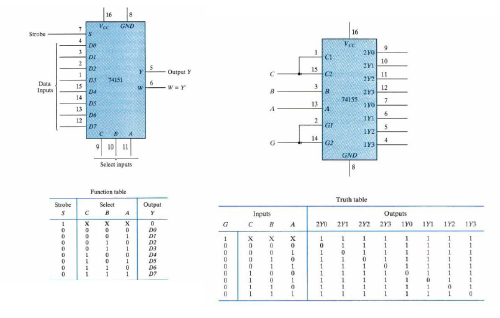 16 8
Vcc GND
Strobe 7 S
4 D0
3 D1
2 D2
1 D3
15 D4
14 D5
13 D6
12 D7
Data
Inputs
74151
Y 5 Output Y
W 6 W = Y'
C B A
9 10 11
Select inputs
Function table
Strobe Select Output
S C B A Y
1 X X X 0
0 0 0 0 D0
0 0 0 1 D1
0 0 1 0 D2
0 0 1 1 D3
0 1 0 0 D4
0 1 0 1 D5
0 1 1 0 D6
0 1 1 1 D7
16
Vcc
C 1 C1
15 C2
B 3 B
A 13 A
2 G1
G 14 G2
74155
2Y0 9
2Y1 10
2Y2 11
2Y3 12
1Y0 7
1Y1 6
1Y2 5
1Y3 4
GND
8
Truth table
Inputs Outputs
G C B A 2Y0 2Y1 2Y2 2Y3 1Y0 1Y1 1Y2 1Y3
1 X X X 1 1 1 1 1 1 1 1
0 0 0 0 0 1 1 1 1 1 1 1
0 0 0 1 1 0 1 1 1 1 1 1
0 0 1 0 1 1 0 1 1 1 1 1
0 0 1 1 1 1 1 0 1 1 1 1
0 1 0 0 1 1 1 1 0 1 1 1
0 1 0 1 1 1 1 1 1 0 1 1
0 1 1 0 1 1 1 1 1 1 0 1
0 1 1 1 1 1 1 1 1 1 1 0